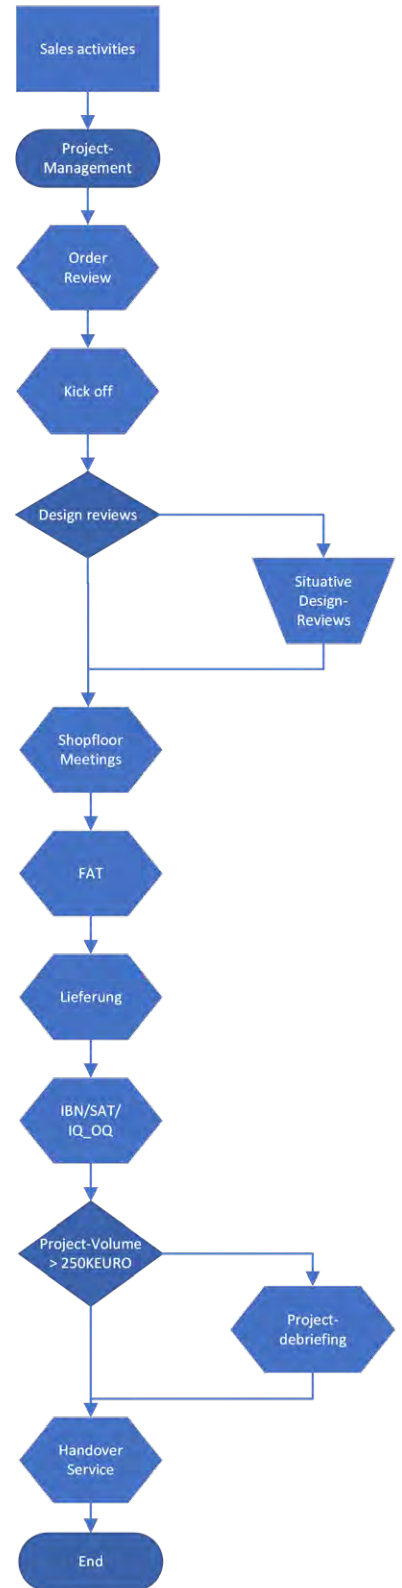 Sales activities
Project-
Management
Order
Review
Kick off
Design reviews
Situative
Design-
Reviews
Shopfloor
Meetings
FAT
Lieferung
IBN/SAT/
IQ_OQ
Project-Volume
> 250KEURO
Project-
debriefing
Handover
Service
End